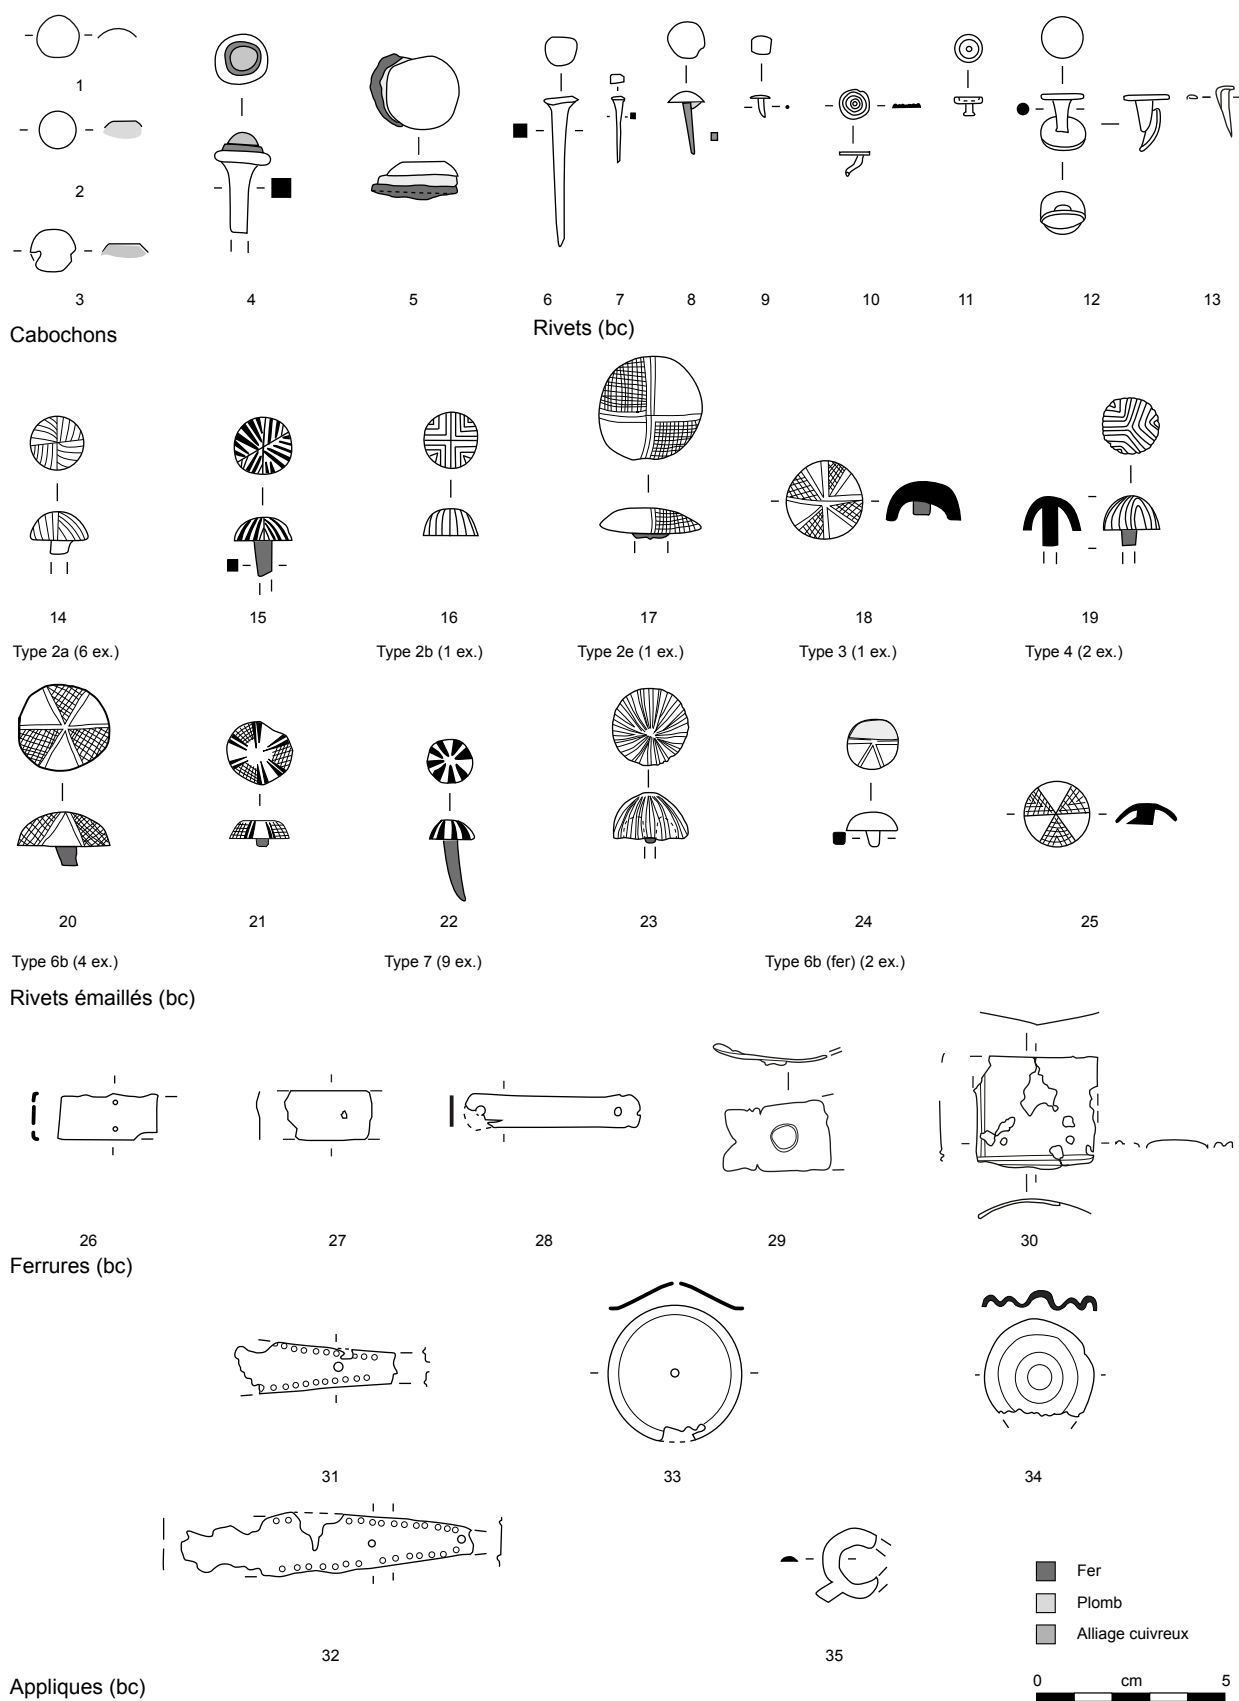 1
2
3 4 5 6 7 8 9 10 11 12 13
Cabochons Rivets (bc)
14 15 16 17 18 19
Type 2a (6 ex.) Type 2b (1 ex.) Type 2e (1 ex.) Type 3 (1 ex.) Type 4 (2 ex.)
20 21 22 23 24 25
Type 6b (4 ex.) Type 7 (9 ex.) Type 6b (fer) (2 ex.)
Rivets émaillés (bc)
26 27 28 29 30
Ferrures (bc)
31 33 34
32 35
Fer
Plomb
Alliage cuivreux
0 cm 5
Appliques (bc)